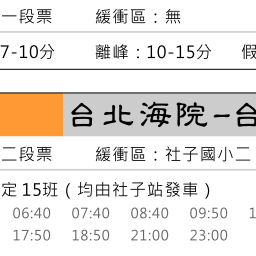 一段票 緩衝區：無
7-10分 離峰：10-15分 假
台北海院-台
二段票 緩衝區：社子國小二
定 15班（均由社子站發車）
06:40 07:40 08:40 09:50 1
17:50 18:50 21:00 23:00